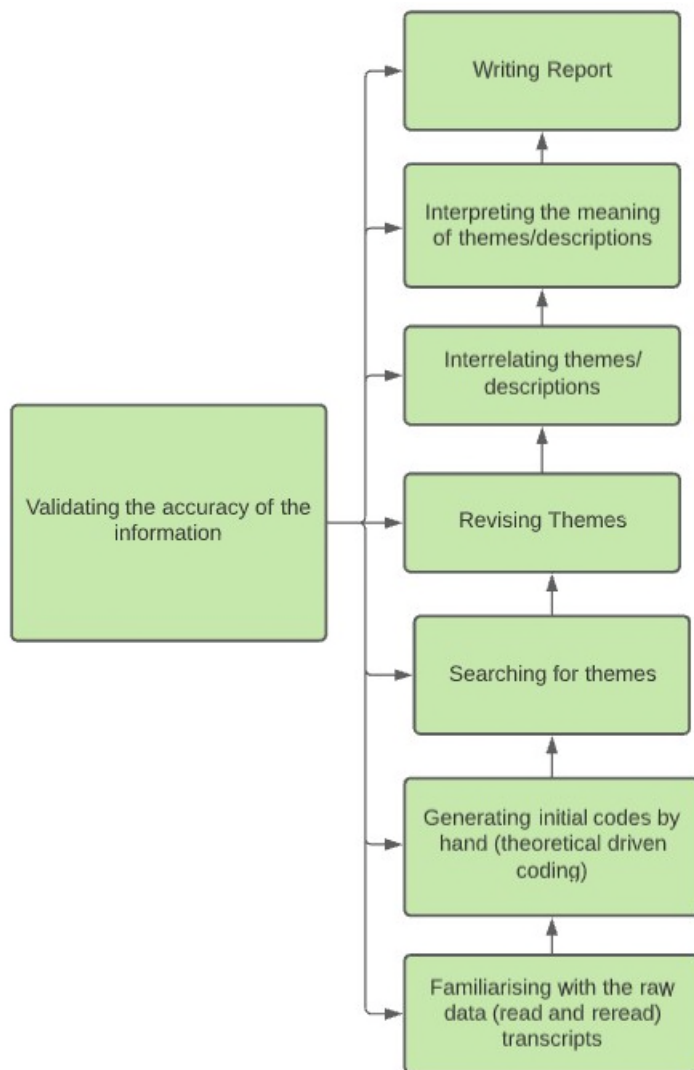 Writing Report
Interpreting the meaning
of themes/descriptions
Interrelating themes/
descriptions
Validating the accuracy of the
information
Revising Themes
Searching for themes
Generating initial codes by
hand (theoretical driven
coding)
Familiarising with the raw
data (read and reread)
transcripts